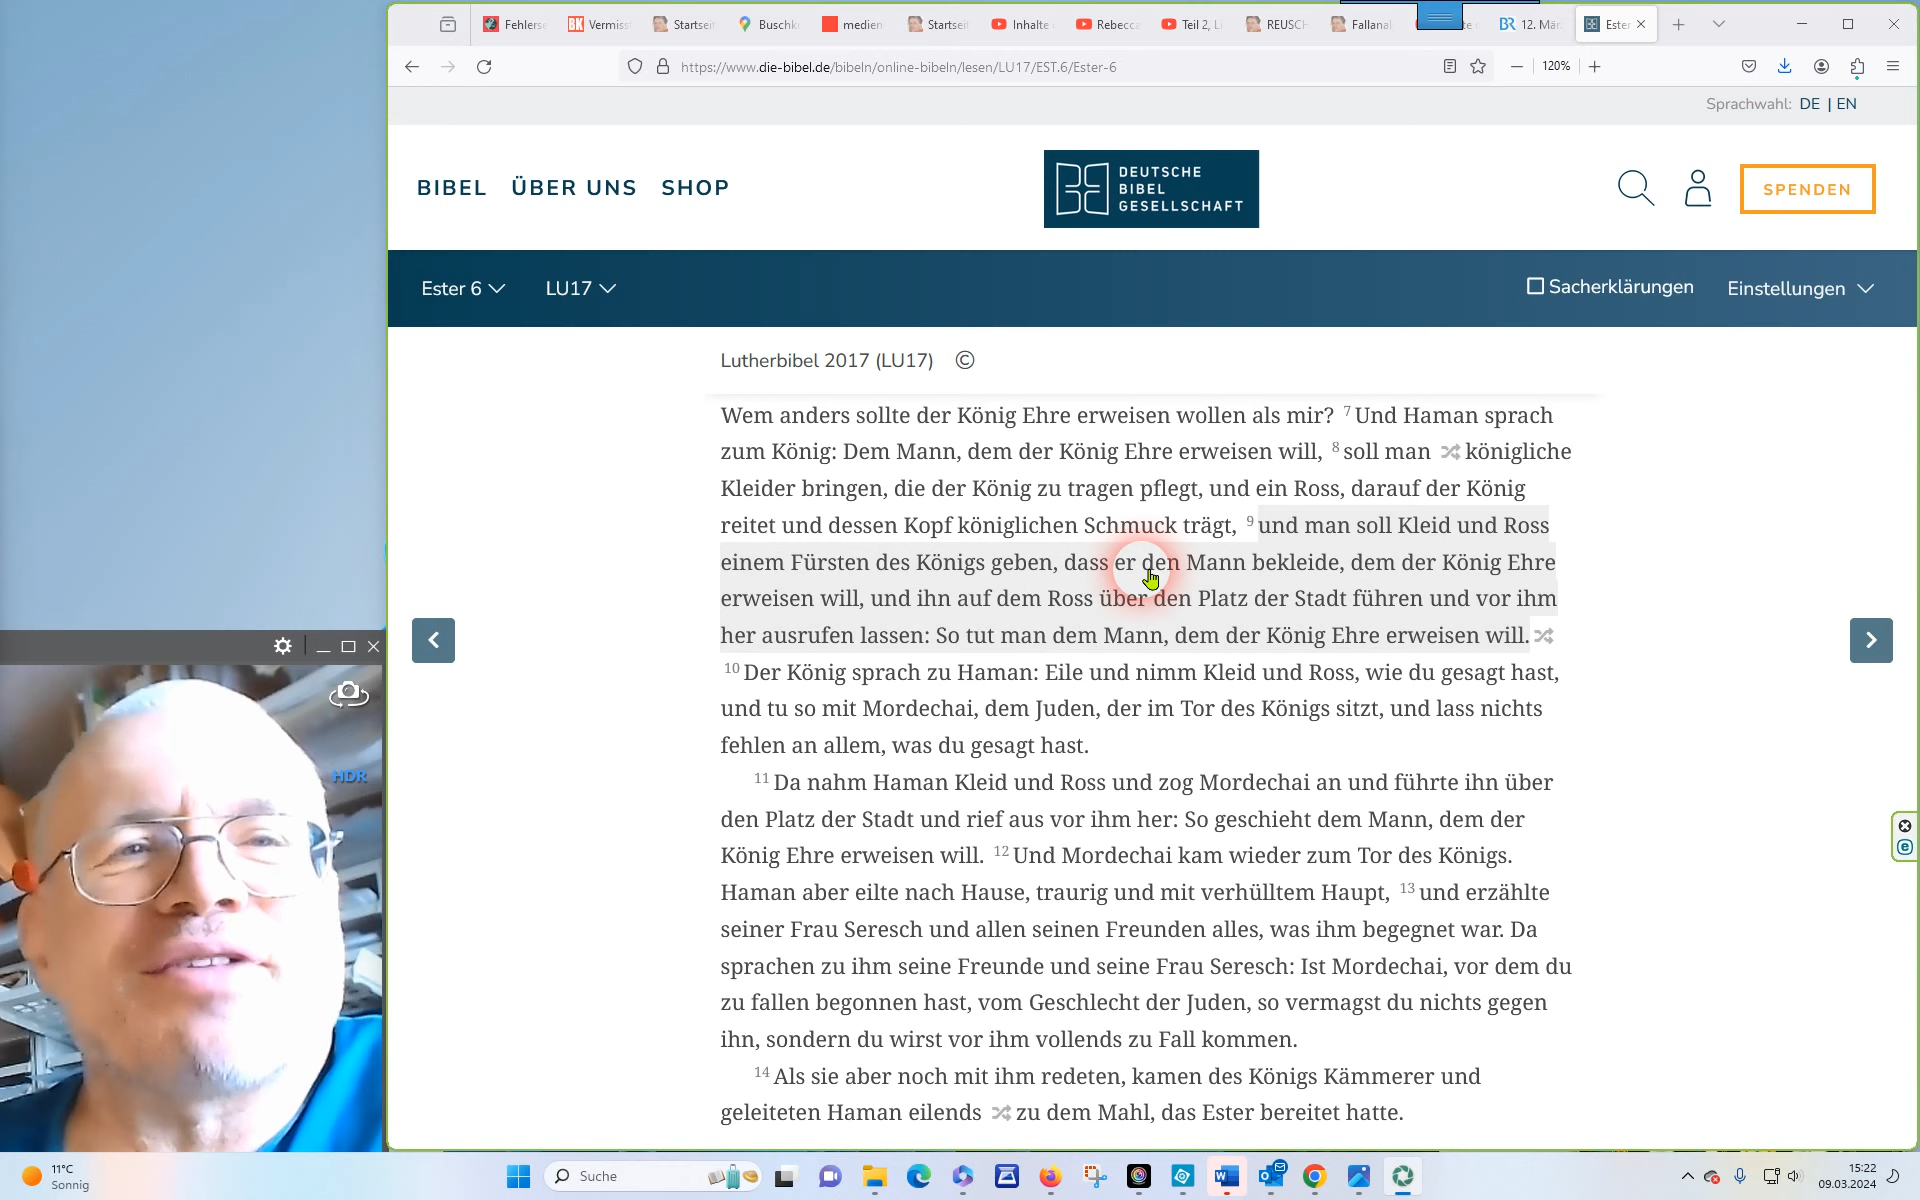 Fehlers
Vermiss
Startsei
Buschk
medien
Startseit
Inhalte
Rebecca
Teil 2, L
REUSCH
Fallanal
BR 12. Mär
Ester
https://www.die-bibel.de/bibeln/online-bibeln/lesen/LU17/EST.6/Ester-6
120%
Sprachwahl: DE | EN
BIBEL ÜBER UNS SHOP
DEUTSCHE
BIBEL
GESELLSCHAFT
SPENDEN
Ester 6 LU17
Sacherklärungen Einstellungen
Lutherbibel 2017 (LU17) ©
Wem anders sollte der König Ehre erweisen wollen als mir? 7 Und Haman sprach
zum König: Dem Mann, dem der König Ehre erweisen will, 8 soll man königliche
Kleider bringen, die der König zu tragen pflegt, und ein Ross, darauf der König
reitet und dessen Kopf königlichen Schmuck trägt, 9 und man soll Kleid und Ross
einem Fürsten des Königs geben, dass er den Mann bekleide, dem der König Ehre
erweisen will, und ihn auf dem Ross über den Platz der Stadt führen und vor ihm
her ausrufen lassen: So tut man dem Mann, dem der König Ehre erweisen will.
10 Der König sprach zu Haman: Eile und nimm Kleid und Ross, wie du gesagt hast,
und tu so mit Mordechai, dem Juden, der im Tor des Königs sitzt, und lass nichts
fehlen an allem, was du gesagt hast.
11 Da nahm Haman Kleid und Ross und zog Mordechai an und führte ihn über
den Platz der Stadt und rief aus vor ihm her: So geschieht dem Mann, dem der
König Ehre erweisen will. 12 Und Mordechai kam wieder zum Tor des Königs.
Haman aber eilte nach Hause, traurig und mit verhülltem Haupt, 13 und erzählte
seiner Frau Seresch und allen seinen Freunden alles, was ihm begegnet war. Da
sprachen zu ihm seine Freunde und seine Frau Seresch: Ist Mordechai, vor dem du
zu fallen begonnen hast, vom Geschlecht der Juden, so vermagst du nichts gegen
ihn, sondern du wirst vor ihm vollends zu Fall kommen.
14 Als sie aber noch mit ihm redeten, kamen des Königs Kämmerer und
geleiteten Haman eilends zu dem Mahl, das Ester bereitet hatte.
HDR
11°C
Sonnig
Suche
15:22
09.03.2024